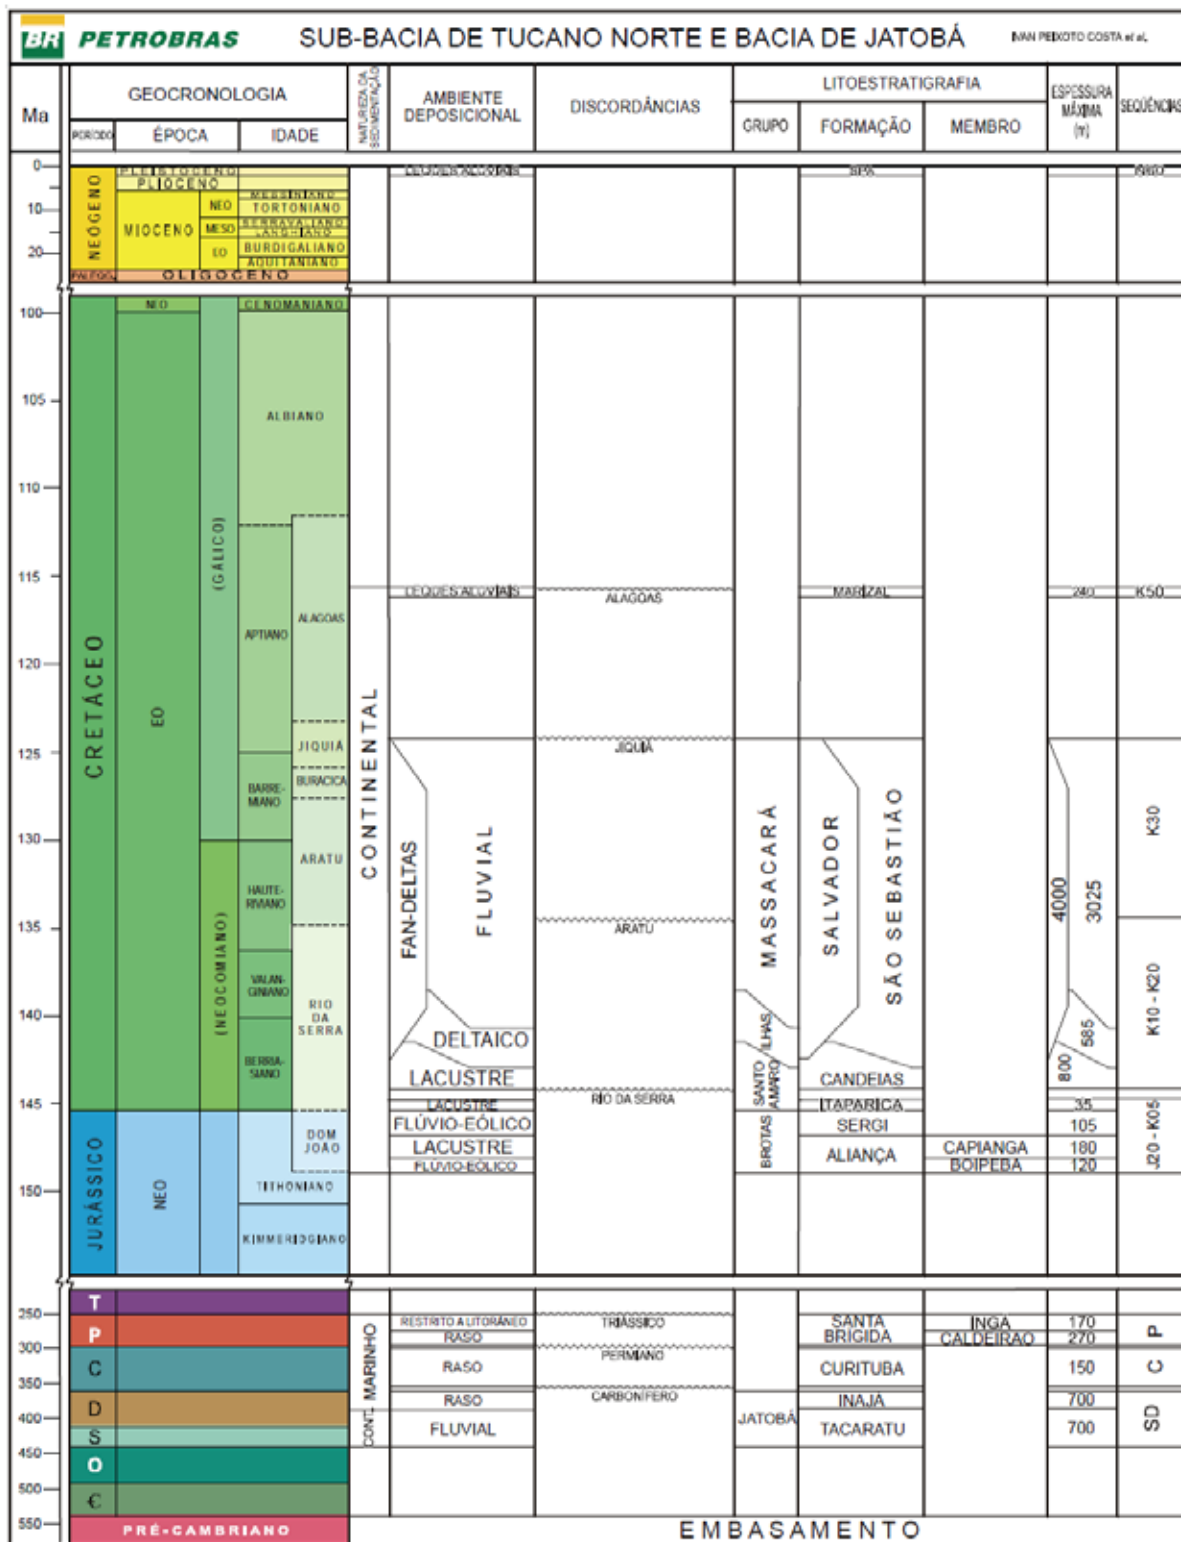 BR PETROBRAS SUB-BACIA DE TUCANO NORTE E BACIA DE JATOBÁ IVAN PEIXOTO COSTA et al.
Ma
GEOCRONOLOGIA
PERÍODO ÉPOCA IDADE
NATUREZA DA SEDIMENTAÇÃO
AMBIENTE
DEPOSICIONAL
DISCORDÂNCIAS
LITOESTRATIGRAFIA
GRUPO FORMAÇÃO MEMBRO
ESPESSURA
MÁXIMA
(m)
SEQÜÊNCIAS
0
10
20
NEÓGENO
PLEISTOCENO
PLIOCENO
MIOCENO
NEO
MESO
EO
MESSINIANO
TORTONIANO
SERRAVALIANO
LANGHIANO
BURDIGALIANO
AQUITANIANO
OLIGOCENO
LEQUES ALUVIAIS
100
105
110
115
120
125
130
135
140
145
150
CRETÁCEO
NEO
EO
(GÁLICO)
(NEOCOMIANO)
CENOMANIANO
ALBIANO
APTIANO
BARRE-
MIANO
HAUTE-
RIVIANO
VALAN-
GINIANO
BERRIA-
SIANO
ALAGOAS
JIQUIÁ
BURACICA
ARATU
RIO
DA
SERRA
DOM
JOÃO
JURÁSSICO
NEO
TITHONIANO
KIMMERIDGIANO
CONTINENTAL
LEQUES ALUVIAIS
FAN-DELTAS
FLUVIAL
DELTAICO
LACUSTRE
LACUSTRE
FLÚVIO-EÓLICO
LACUSTRE
FLÚVIO-EÓLICO
ALAGOAS
JIQUIÁ
ARATU
RIO DA SERRA
MASSACARÁ
ILHAS
SANTO
AMARO
BROTAS
MARIZAL
SALVADOR
SÃO SEBASTIÃO
CANDEIAS
ITAPARICA
SERGI
ALIANÇA
CAPIANGA
BOIPEBA
240
4000
3025
585
800
35
105
180
120
K50
K30
K10 - K20
J20 - K05
250
300
350
400
450
500
550
T
P
C
D
S
O
Є
PRÉ-CAMBRIANO
MARINHO
CONT.
RESTRITO A LITORÂNEO
RASO
RASO
RASO
FLUVIAL
TRIÁSSICO
PERMIANO
CARBONÍFERO
JATOBÁ
SANTA
BRÍGIDA
CURITUBA
INAJÁ
TACARATU
INGÁ
CALDEIRÃO
170
270
150
700
700
P
C
SD
EMBASAMENTO